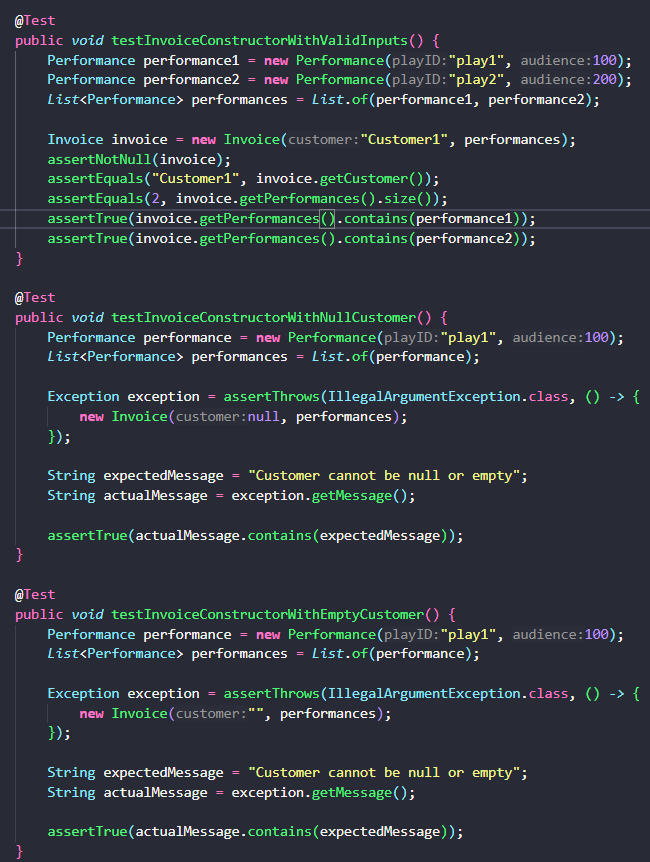 @Test
public void testInvoiceConstructorWithValidInputs() {
    Performance performance1 = new Performance(playID:"play1", audience:100);
    Performance performance2 = new Performance(playID:"play2", audience:200);
    List<Performance> performances = List.of(performance1, performance2);

    Invoice invoice = new Invoice(customer:"Customer1", performances);
    assertNotNull(invoice);
    assertEquals("Customer1", invoice.getCustomer());
    assertEquals(2, invoice.getPerformances().size());
    assertTrue(invoice.getPerformances().contains(performance1));
    assertTrue(invoice.getPerformances().contains(performance2));
}

@Test
public void testInvoiceConstructorWithNullCustomer() {
    Performance performance = new Performance(playID:"play1", audience:100);
    List<Performance> performances = List.of(performance);

    Exception exception = assertThrows(IllegalArgumentException.class, () -> {
        new Invoice(customer:null, performances);
    });

    String expectedMessage = "Customer cannot be null or empty";
    String actualMessage = exception.getMessage();

    assertTrue(actualMessage.contains(expectedMessage));
}

@Test
public void testInvoiceConstructorWithEmptyCustomer() {
    Performance performance = new Performance(playID:"play1", audience:100);
    List<Performance> performances = List.of(performance);

    Exception exception = assertThrows(IllegalArgumentException.class, () -> {
        new Invoice(customer:"", performances);
    });

    String expectedMessage = "Customer cannot be null or empty";
    String actualMessage = exception.getMessage();

    assertTrue(actualMessage.contains(expectedMessage));
}